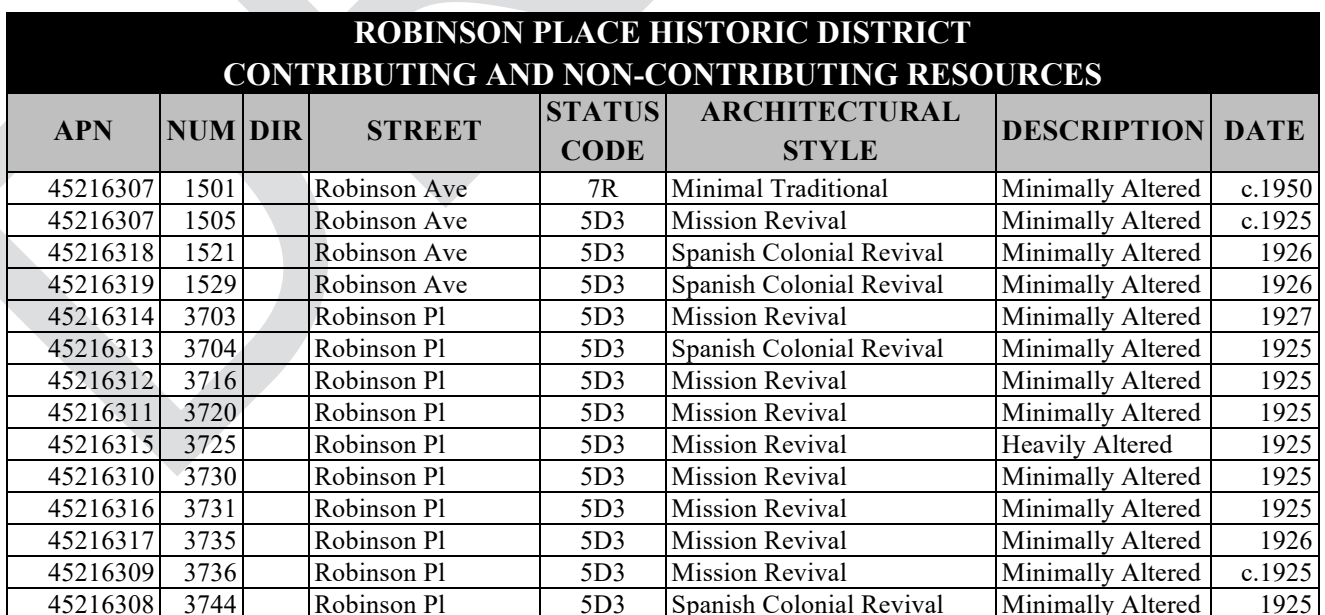 ROBINSON PLACE HISTORIC DISTRICT
CONTRIBUTING AND NON-CONTRIBUTING RESOURCES
APN NUM DIR STREET STATUS CODE ARCHITECTURAL STYLE DESCRIPTION DATE
45216307 1501 Robinson Ave 7R Minimal Traditional Minimally Altered c.1950
45216307 1505 Robinson Ave 5D3 Mission Revival Minimally Altered c.1925
45216318 1521 Robinson Ave 5D3 Spanish Colonial Revival Minimally Altered 1926
45216319 1529 Robinson Ave 5D3 Spanish Colonial Revival Minimally Altered 1926
45216314 3703 Robinson Pl 5D3 Mission Revival Minimally Altered 1927
45216313 3704 Robinson Pl 5D3 Spanish Colonial Revival Minimally Altered 1925
45216312 3716 Robinson Pl 5D3 Mission Revival Minimally Altered 1925
45216311 3720 Robinson Pl 5D3 Mission Revival Minimally Altered 1925
45216315 3725 Robinson Pl 5D3 Mission Revival Heavily Altered 1925
45216310 3730 Robinson Pl 5D3 Mission Revival Minimally Altered 1925
45216316 3731 Robinson Pl 5D3 Mission Revival Minimally Altered 1925
45216317 3735 Robinson Pl 5D3 Mission Revival Minimally Altered 1926
45216309 3736 Robinson Pl 5D3 Mission Revival Minimally Altered c.1925
45216308 3744 Robinson Pl 5D3 Spanish Colonial Revival Minimally Altered 1925